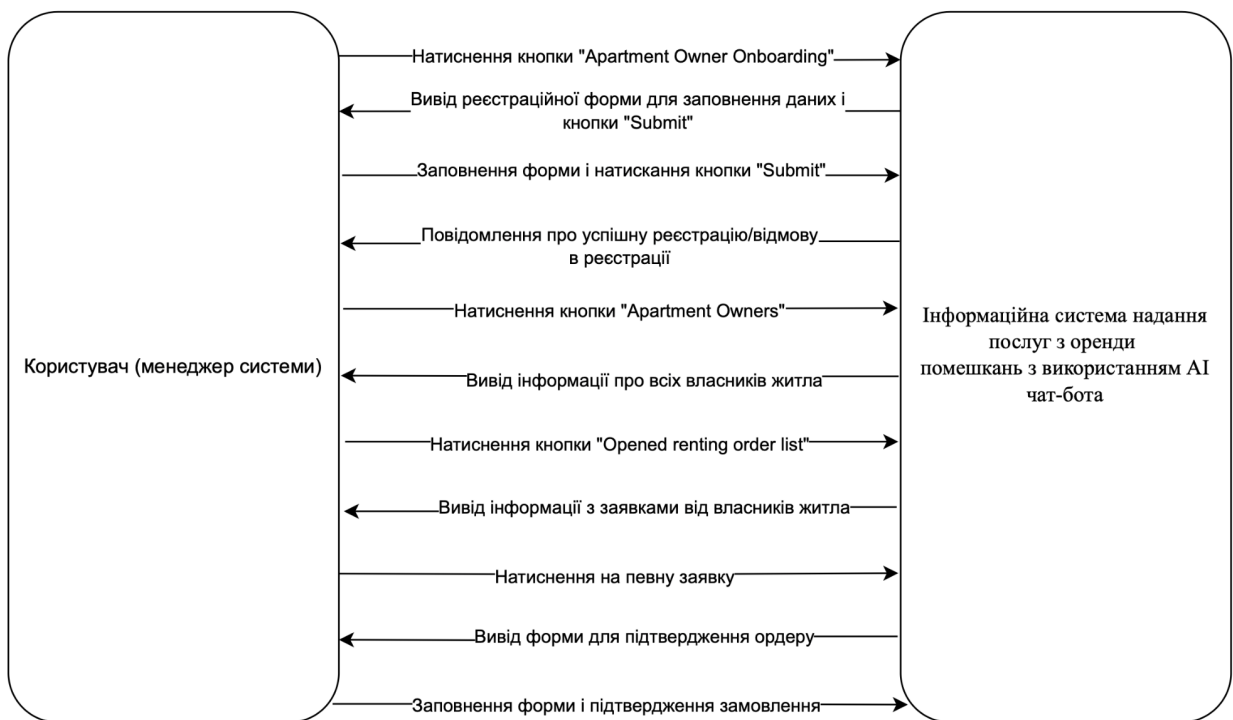 Натиснення кнопки "Apartment Owner Onboarding"
Вивід реєстраційної форми для заповнення даних і
кнопки "Submit"
Заповнення форми і натискання кнопки "Submit"
Повідомлення про успішну реєстрацію/відмову
в реєстрації
Натиснення кнопки "Apartment Owners"
Користувач (менеджер системи)
Інформаційна система надання
послуг з оренди
помешкань з використанням AI
чат-бота
Вивід інформації про всіх власників житла
Натиснення кнопки "Opened renting order list"
Вивід інформації з заявками від власників житла
Натиснення на певну заявку
Вивід форми для підтвердження ордеру
Заповнення форми і підтвердження замовлення